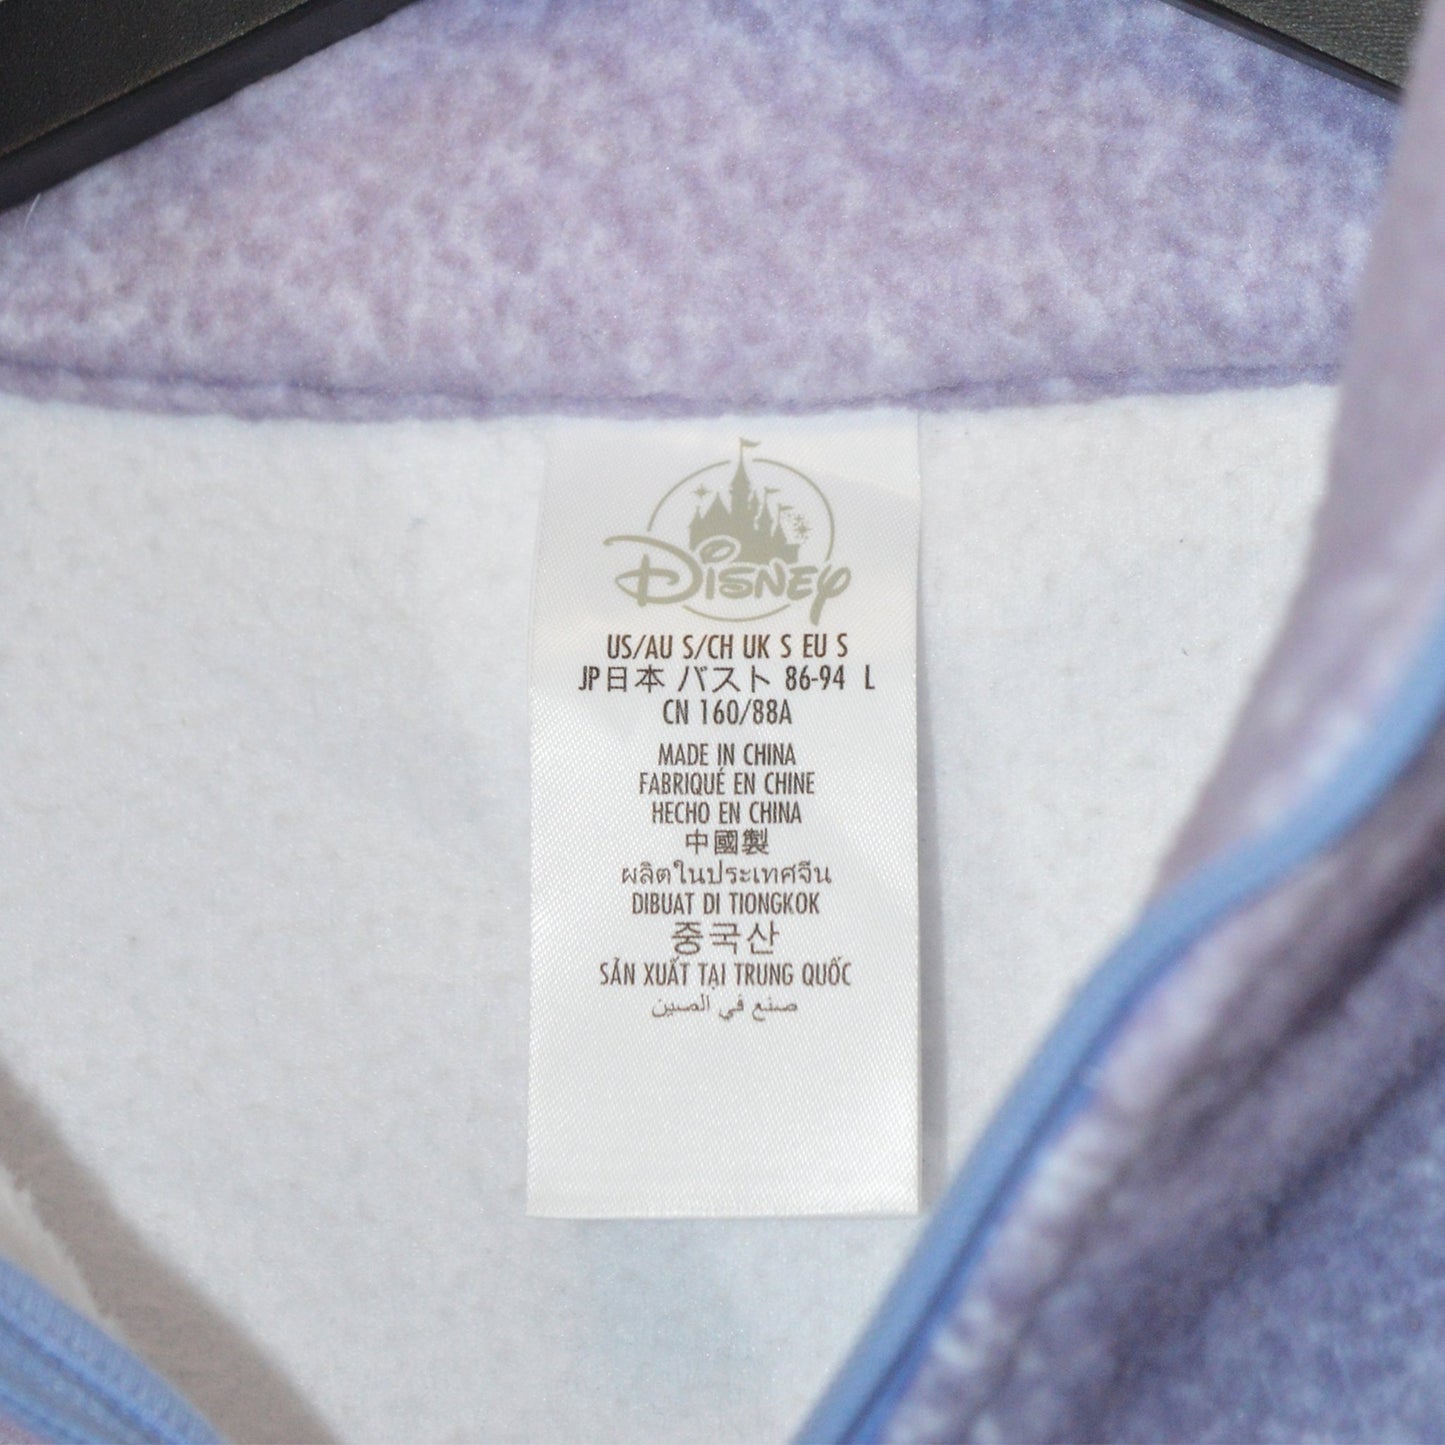 Disney
US/AU S/CH UK S EU S
JP日本 バスト 86-94 L
CN 160/88A
MADE IN CHINA
FABRIQUÉ EN CHINE
HECHO EN CHINA
中國製
ผลิตในประเทศจีน
DIBUAT DI TIONGKOK
중국산
SẢN XUẤT TẠI TRUNG QUỐC
صنع في الصين